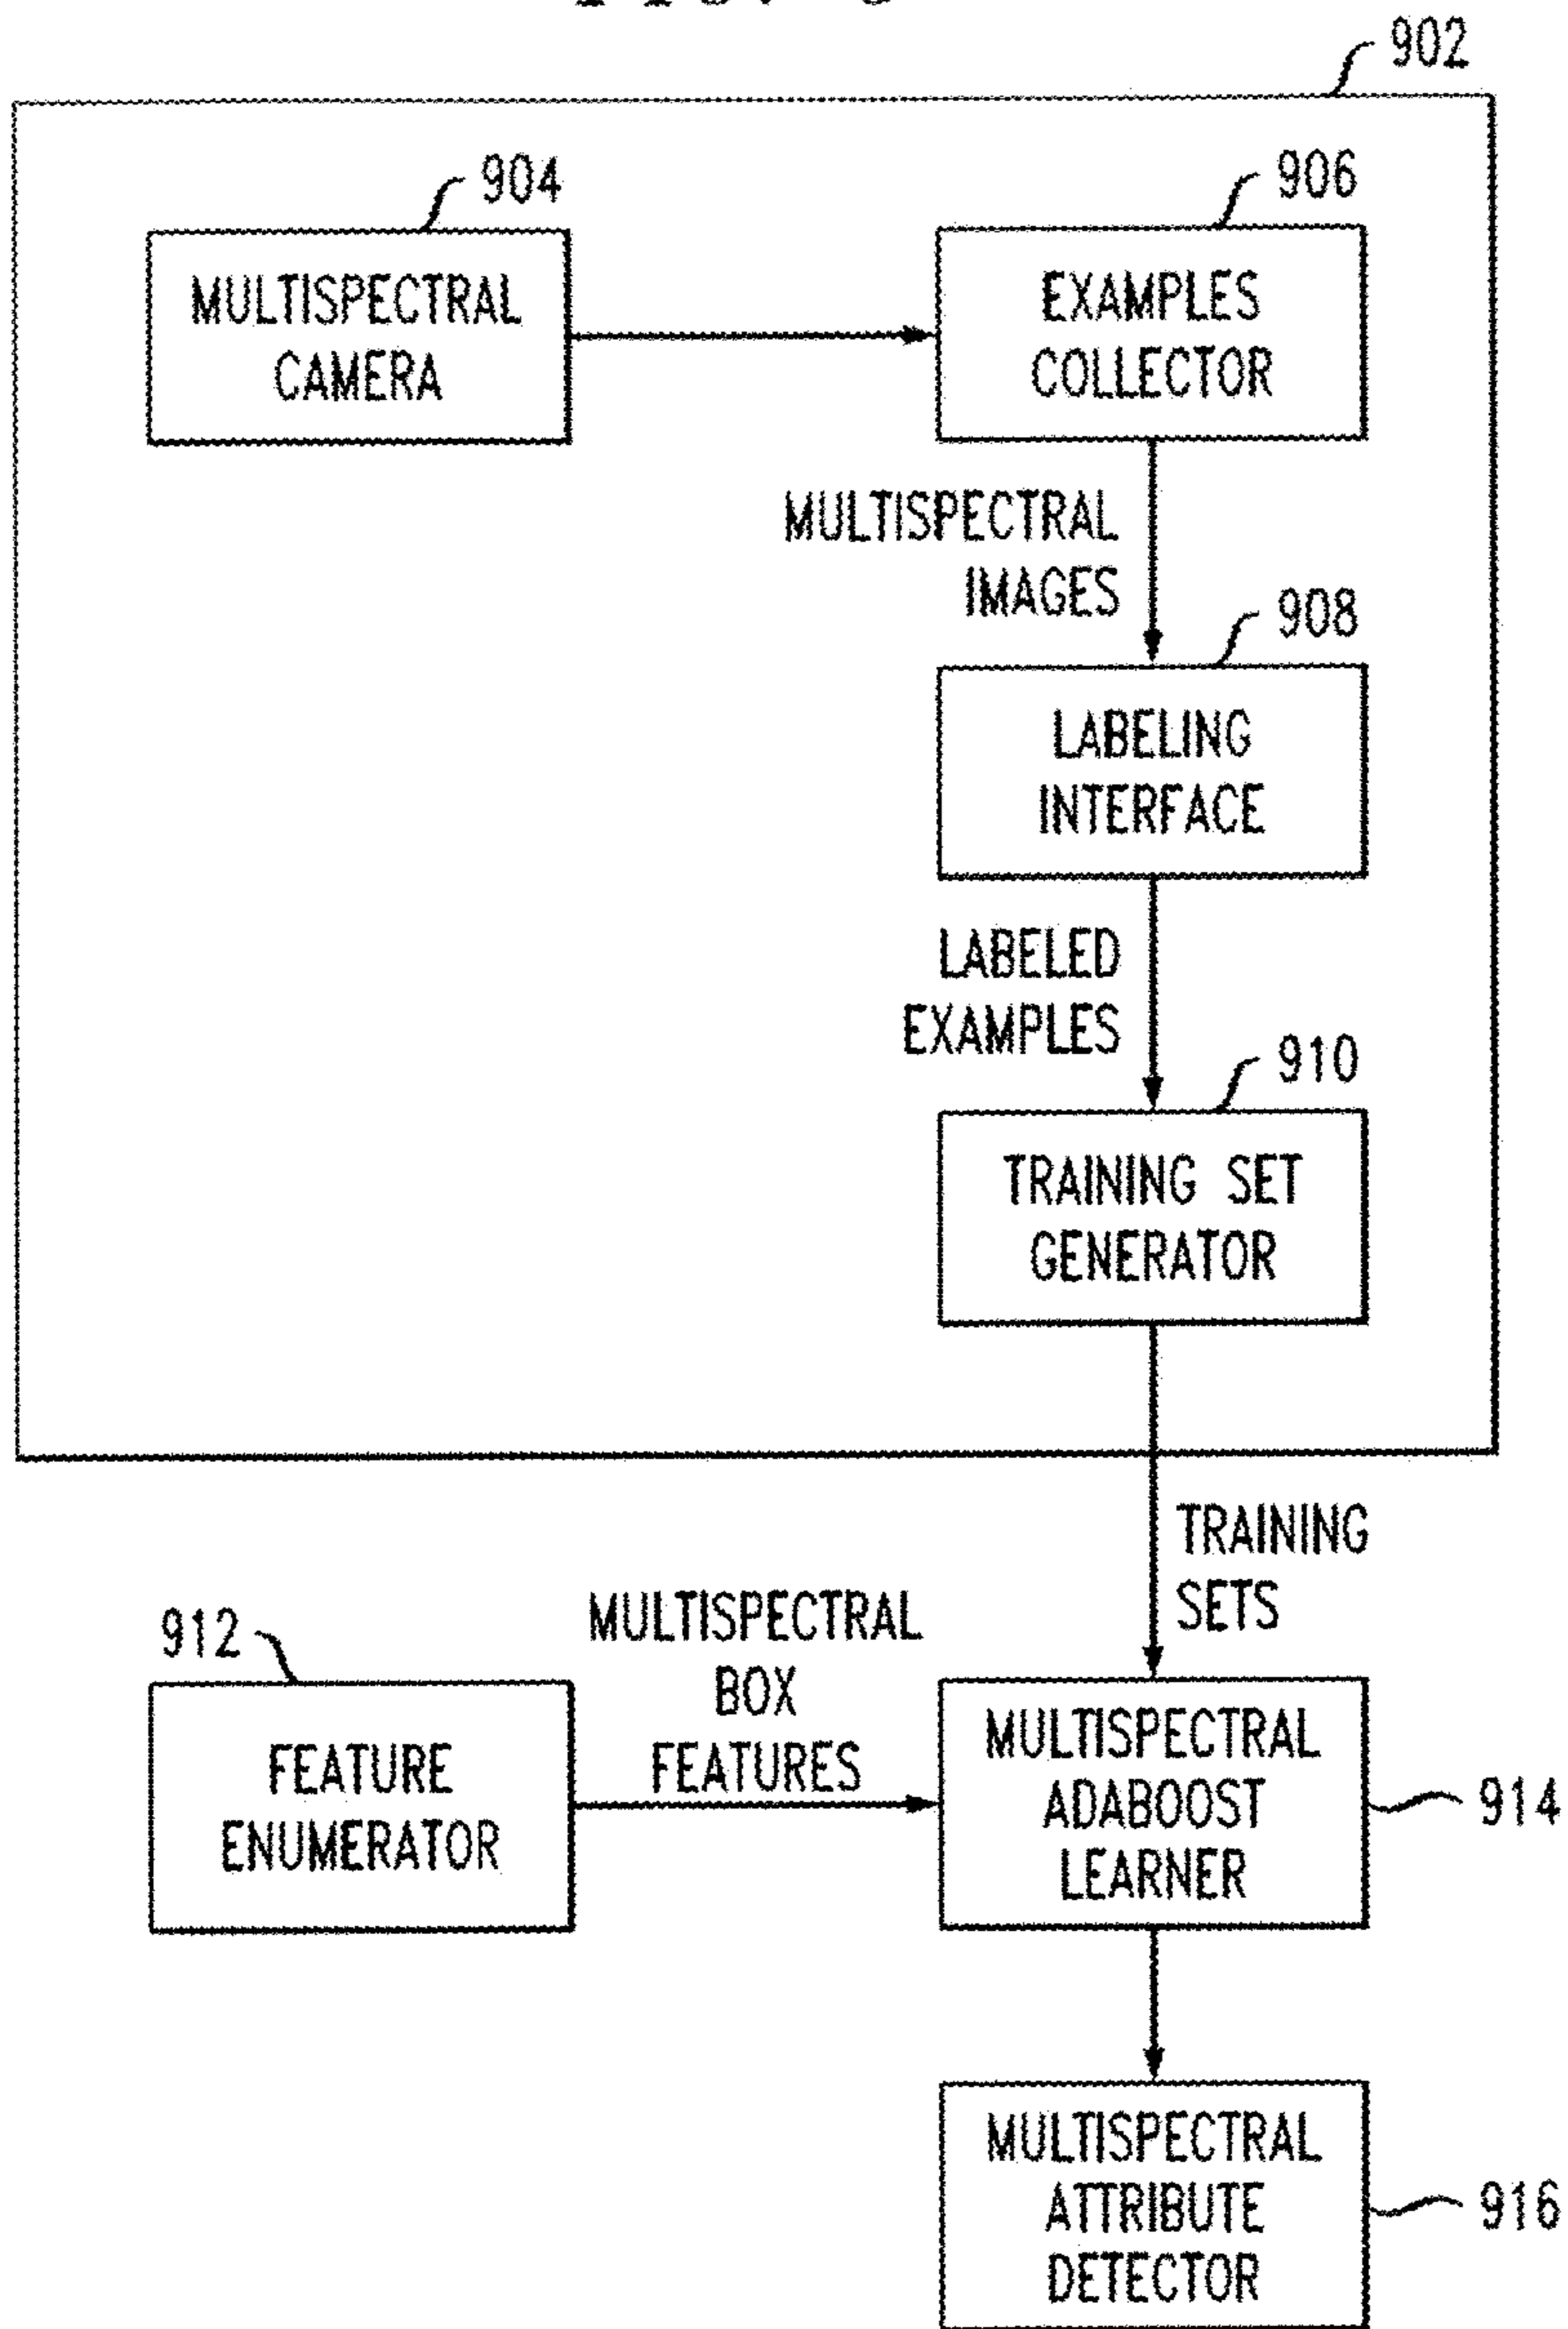 902
904
906
MULTISPECTRAL
CAMERA
EXAMPLES
COLLECTOR
MULTISPECTRAL
IMAGES
908
LABELING
INTERFACE
LABELED
EXAMPLES
910
TRAINING SET
GENERATOR
TRAINING
SETS
912
MULTISPECTRAL
BOX
FEATURES
FEATURE
ENUMERATOR
MULTISPECTRAL
ADABOOST
LEARNER
914
MULTISPECTRAL
ATTRIBUTE
DETECTOR
916